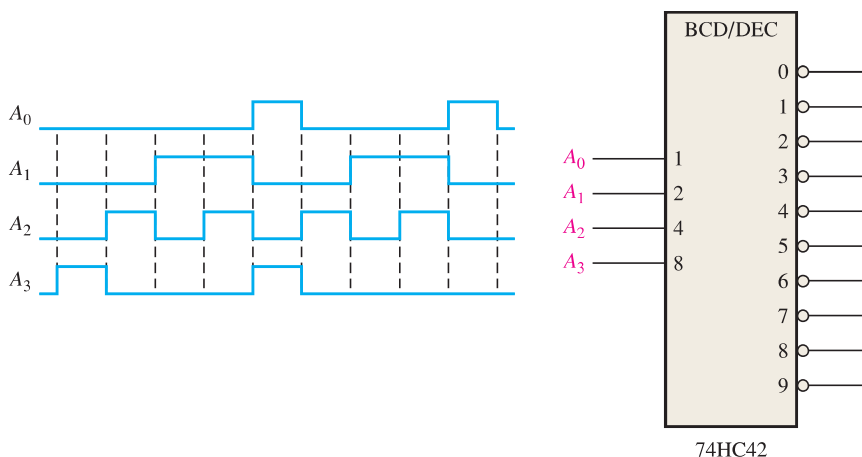 A₀
A₁
A₂
A₃
BCD/DEC
A₀ 1
A₁ 2
A₂ 4
A₃ 8
0
1
2
3
4
5
6
7
8
9
74HC42